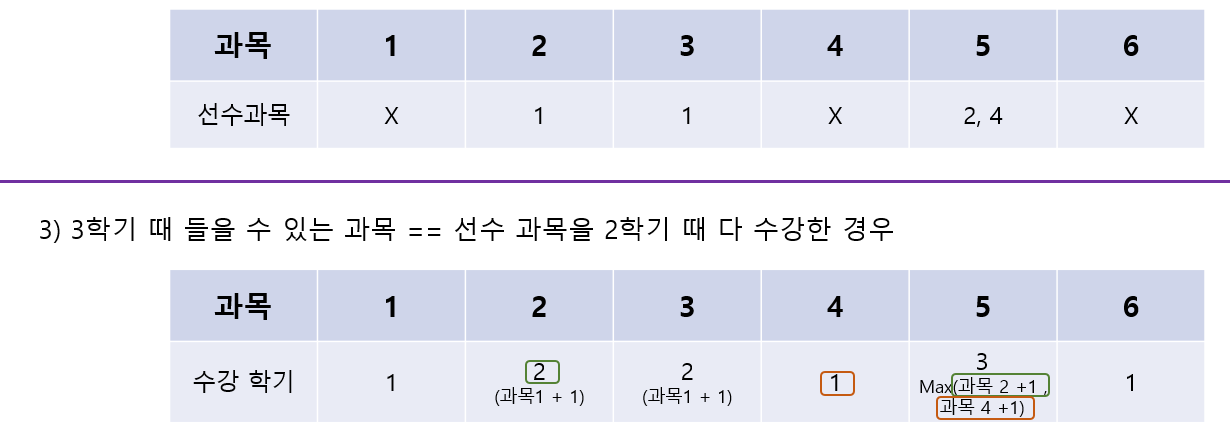 과목 1 2 3 4 5 6
선수과목 X 1 1 X 2, 4 X
3) 3학기 때 들을 수 있는 과목 == 선수 과목을 2학기 때 다 수강한 경우
과목 1 2 3 4 5 6
수강 학기 1 2 2 1 3 1
(과목1 + 1) (과목1 + 1) Max(과목 2 +1 ,
과목 4 +1)